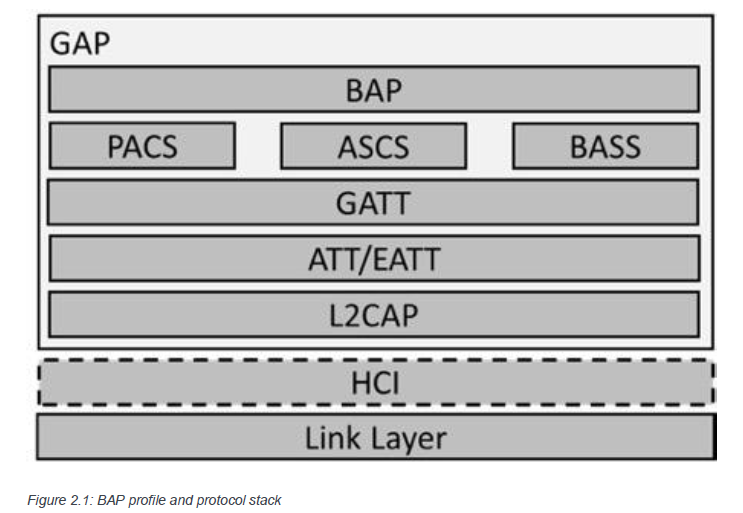 GAP
BAP
PACS ASCS BASS
GATT
ATT/EATT
L2CAP
HCI
Link Layer
Figure 2.1: BAP profile and protocol stack